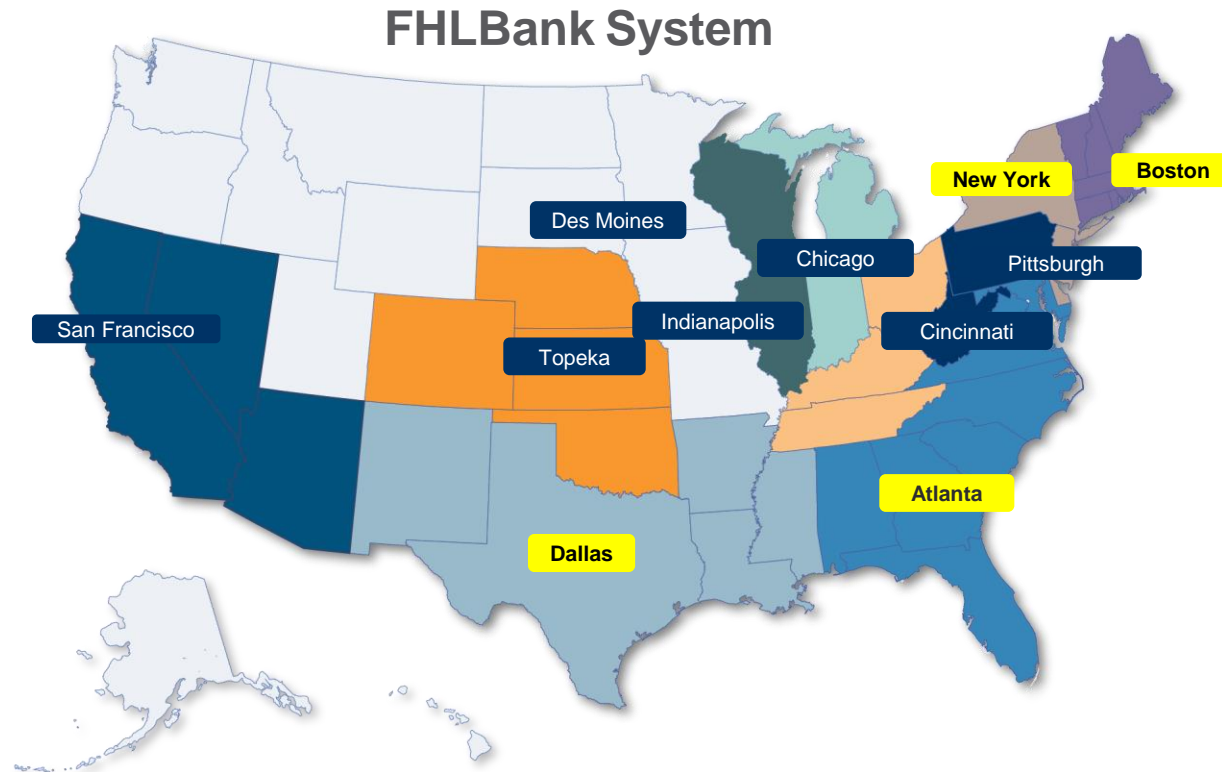 FHLBank System
New York
Boston
Des Moines
Chicago
Pittsburgh
San Francisco
Indianapolis
Cincinnati
Topeka
Atlanta
Dallas